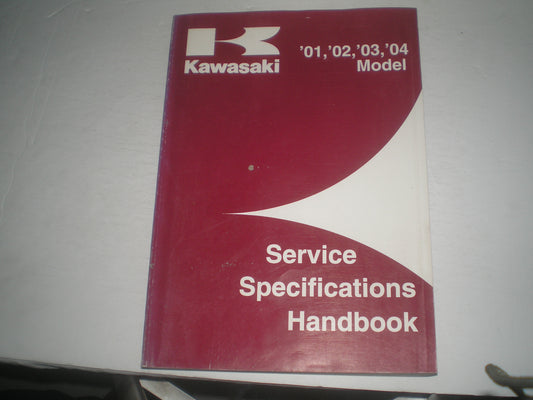 Kawasaki
'01,'02,'03,'04
Model
Service
Specifications
Handbook